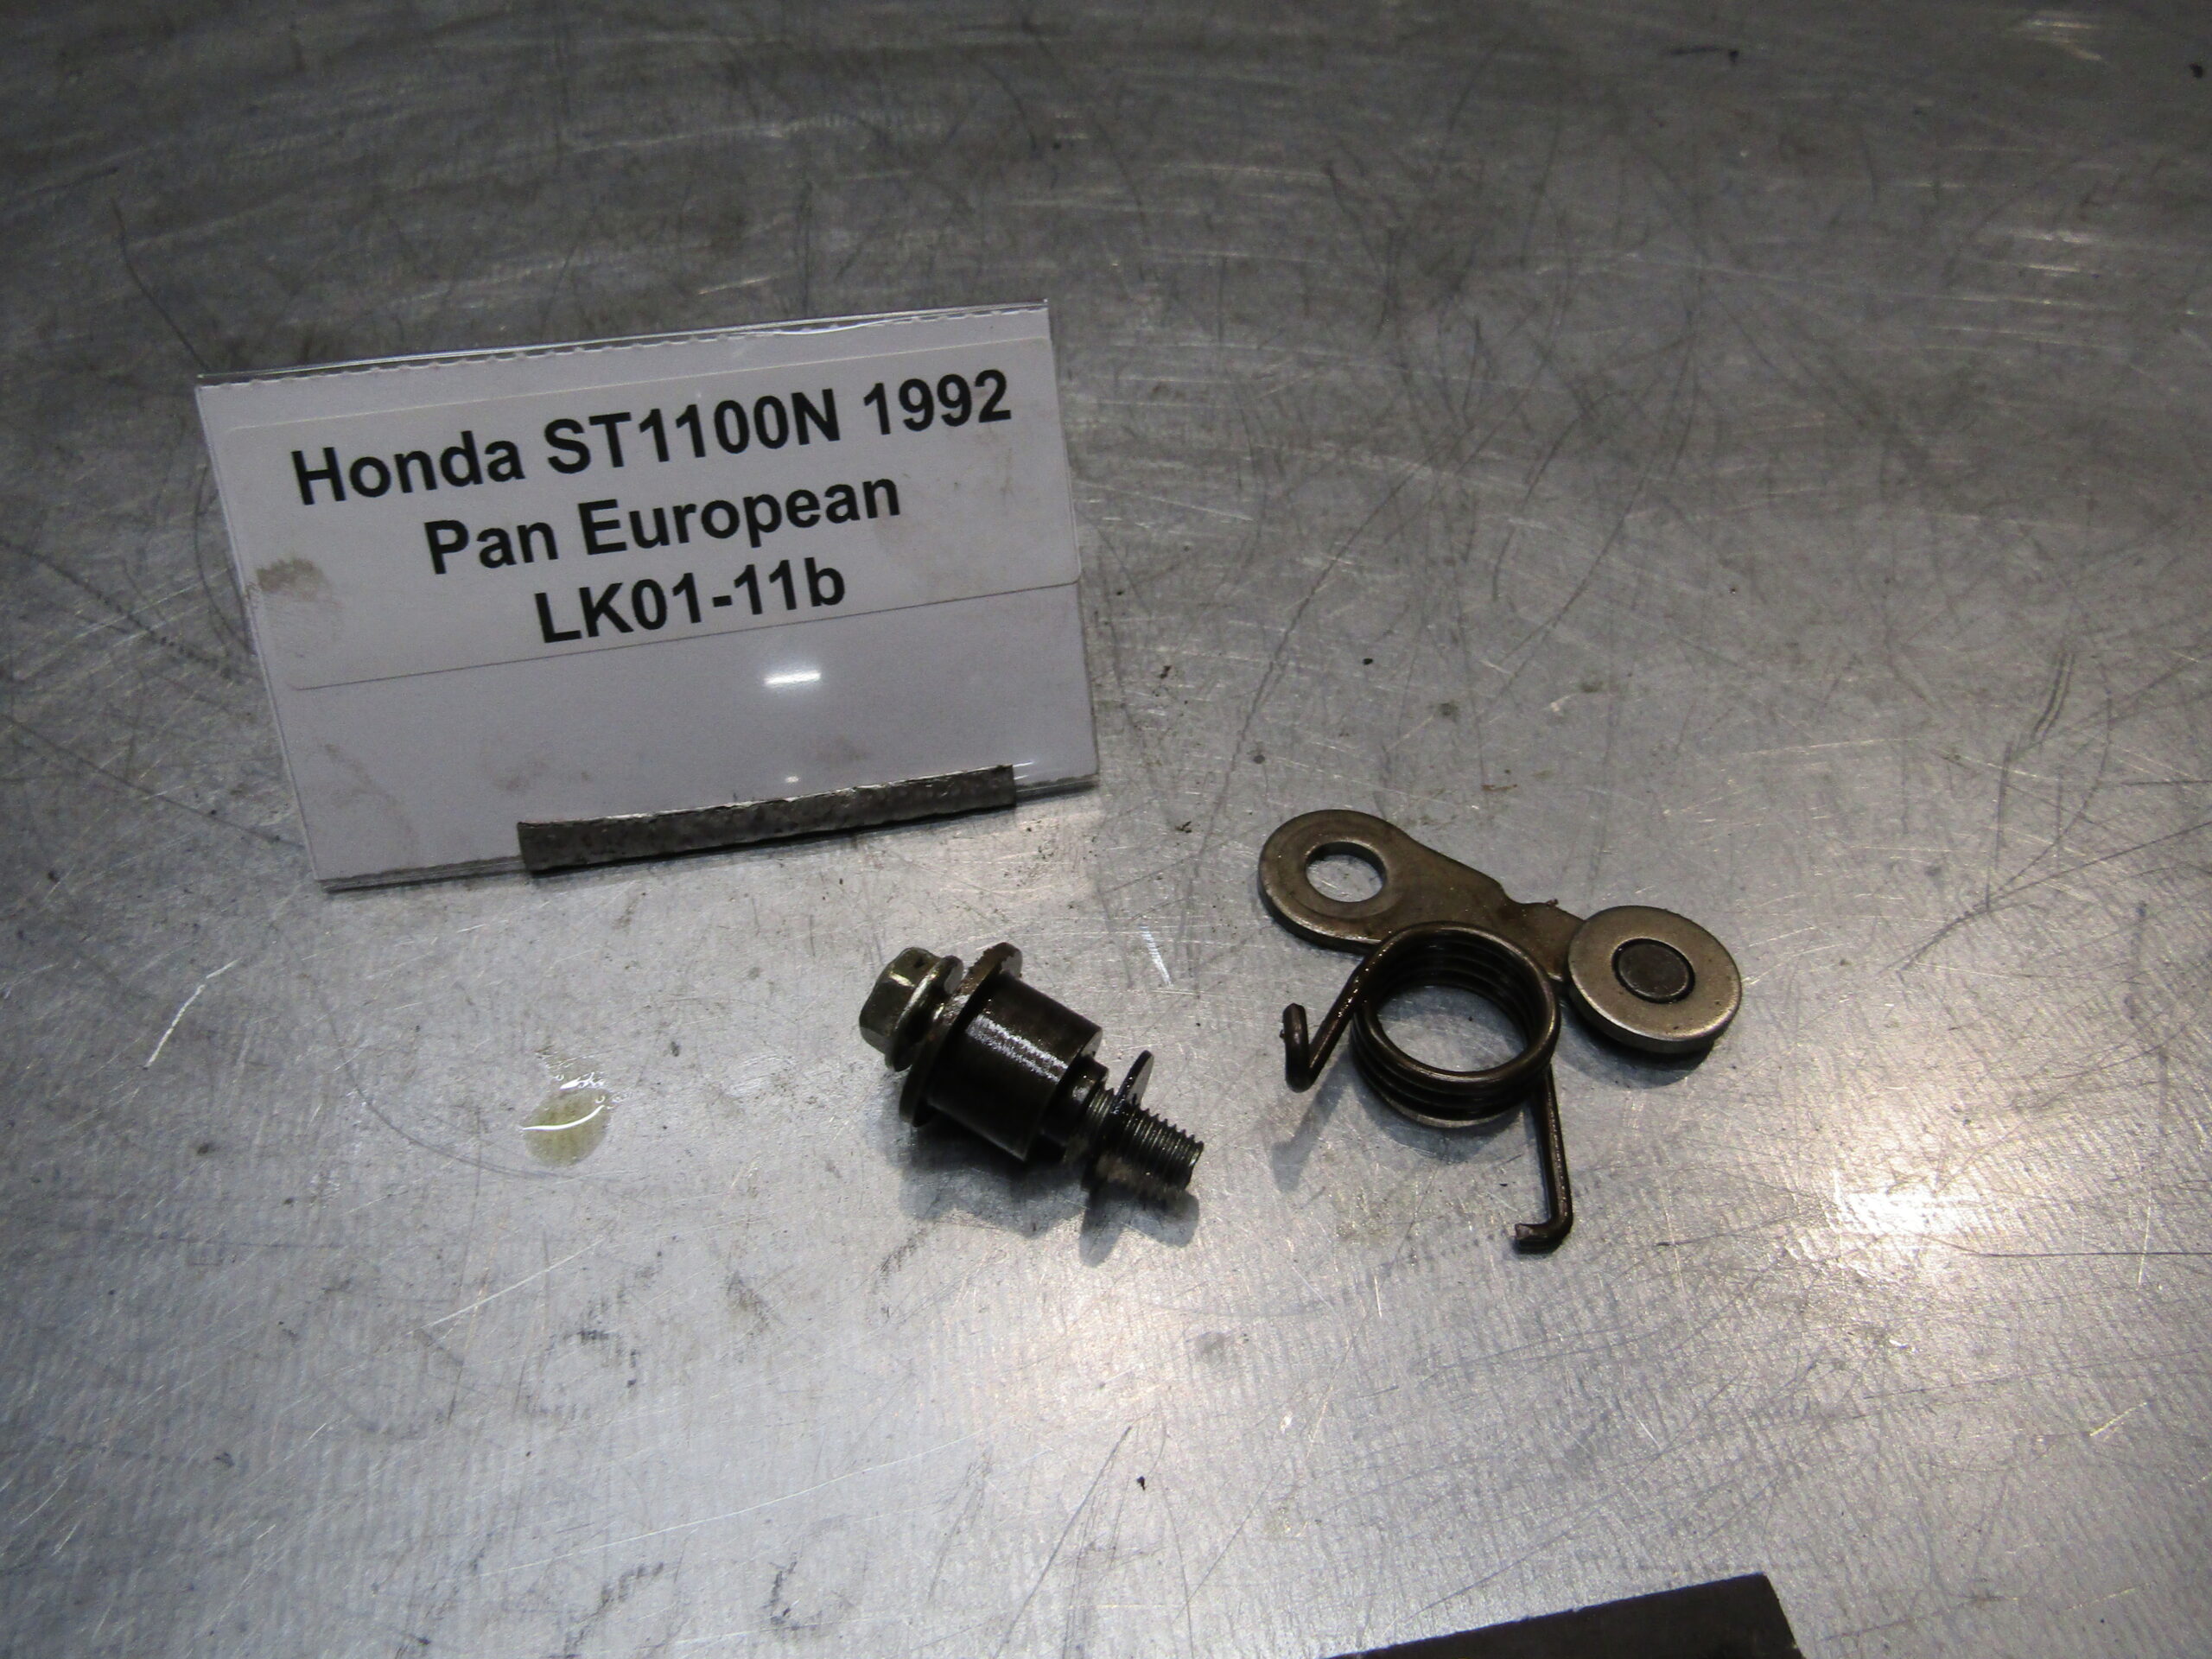 Honda ST1100N 1992
Pan European
LK01-11b